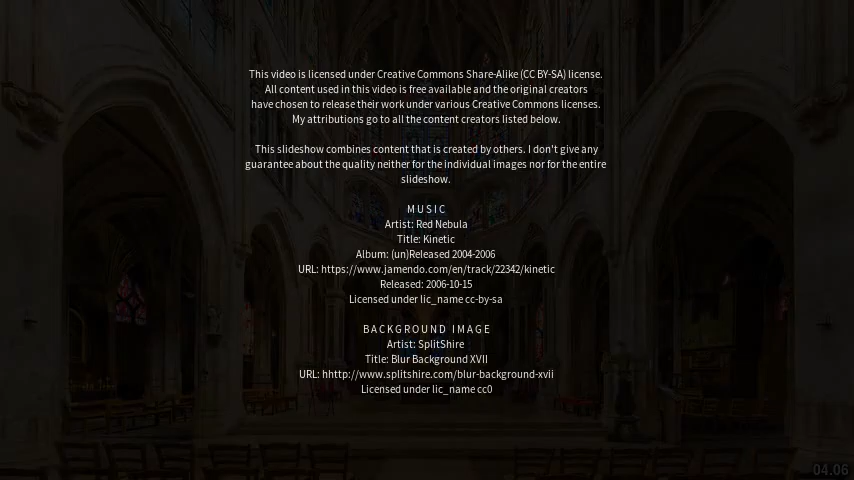 This video is licensed under Creative Commons Share-Alike (CC BY-SA) license.
All content used in this video is free available and the original creators
have chosen to release their work under various Creative Commons licenses.
My attributions go to all the content creators listed below.
This slideshow combines content that is created by others. I don't give any
guarantee about the quality neither for the individual images nor for the entire
slideshow.
MUSIC
Artist: Red Nebula
Title: Kinetic
Album: (un)Released 2004-2006
URL: https://www.jamendo.com/en/track/22342/kinetic
Released: 2006-10-15
Licensed under lic_name cc-by-sa
BACKGROUND IMAGE
Artist: SplitShire
Title: Blur Background XVII
URL: hhttp://www.splitshire.com/blur-background-xvii
Licensed under lic_name cc0
04.06